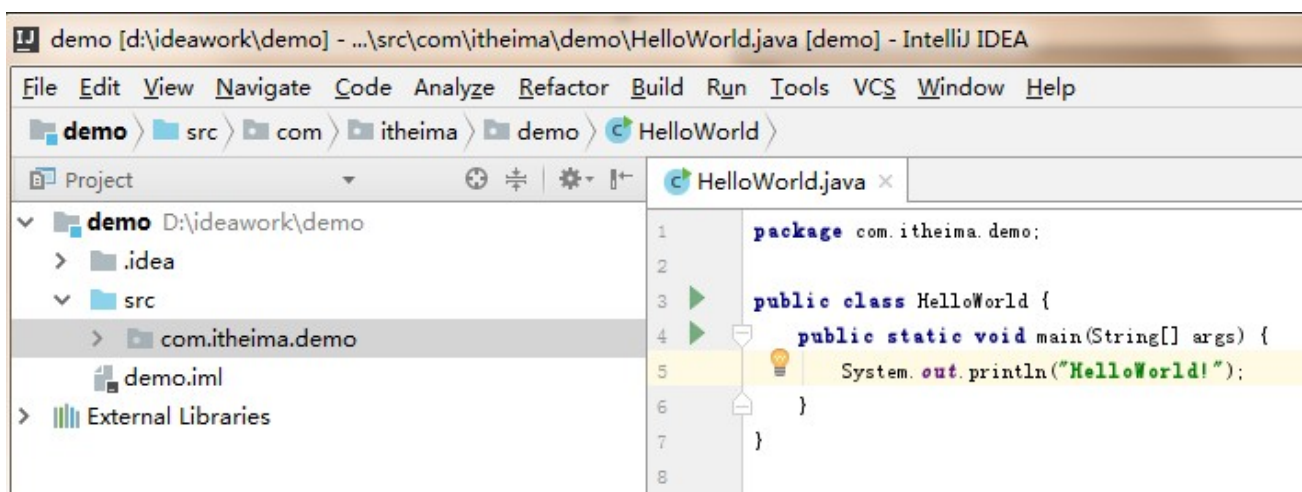 demo [d:\ideawork\demo] - ...\src\com\itheima\demo\HelloWorld.java [demo] - IntelliJ IDEA
File Edit View Navigate Code Analyze Refactor Build Run Tools VCS Window Help
demo src com itheima demo HelloWorld
Project
HelloWorld.java
demo D:\ideawork\demo
.idea
src
com.itheima.demo
demo.iml
External Libraries
1 package com.itheima.demo;
2
3 public class HelloWorld {
4 public static void main(String[] args) {
5 System.out.println("HelloWorld!");
6 }
7 }
8